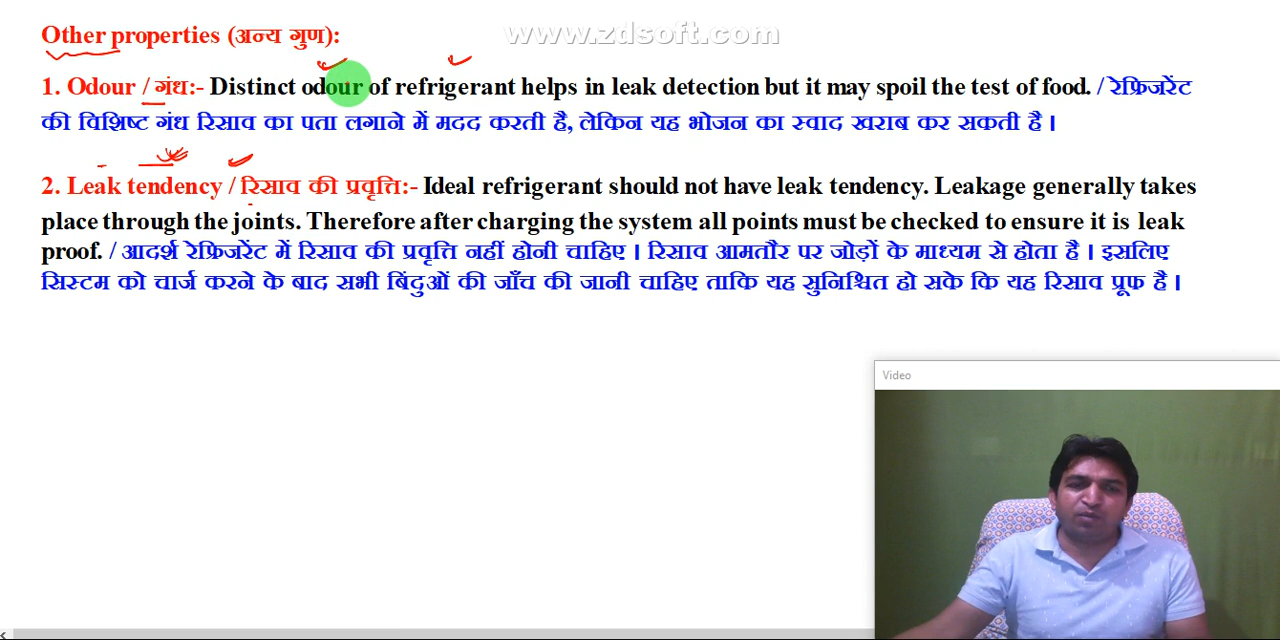 www.zdsoft.com
Other properties (अन्य गुण):
1. Odour / गंध:- Distinct odour of refrigerant helps in leak detection but it may spoil the test of food. / रेफ्रिजरेंट
की विशिष्ट गंध रिसाव का पता लगाने में मदद करती है, लेकिन यह भोजन का स्वाद खराब कर सकती है ।
2. Leak tendency / रिसाव की प्रवृत्ति:- Ideal refrigerant should not have leak tendency. Leakage generally takes
place through the joints. Therefore after charging the system all points must be checked to ensure it is leak
proof. / आदर्श रेफ्रिजरेंट में रिसाव की प्रवृत्ति नहीं होनी चाहिए । रिसाव आमतौर पर जोड़ों के माध्यम से होता है । इसलिए
सिस्टम को चार्ज करने के बाद सभी बिंदुओं की जाँच की जानी चाहिए ताकि यह सुनिश्चित हो सके कि यह रिसाव प्रूफ है ।
Video